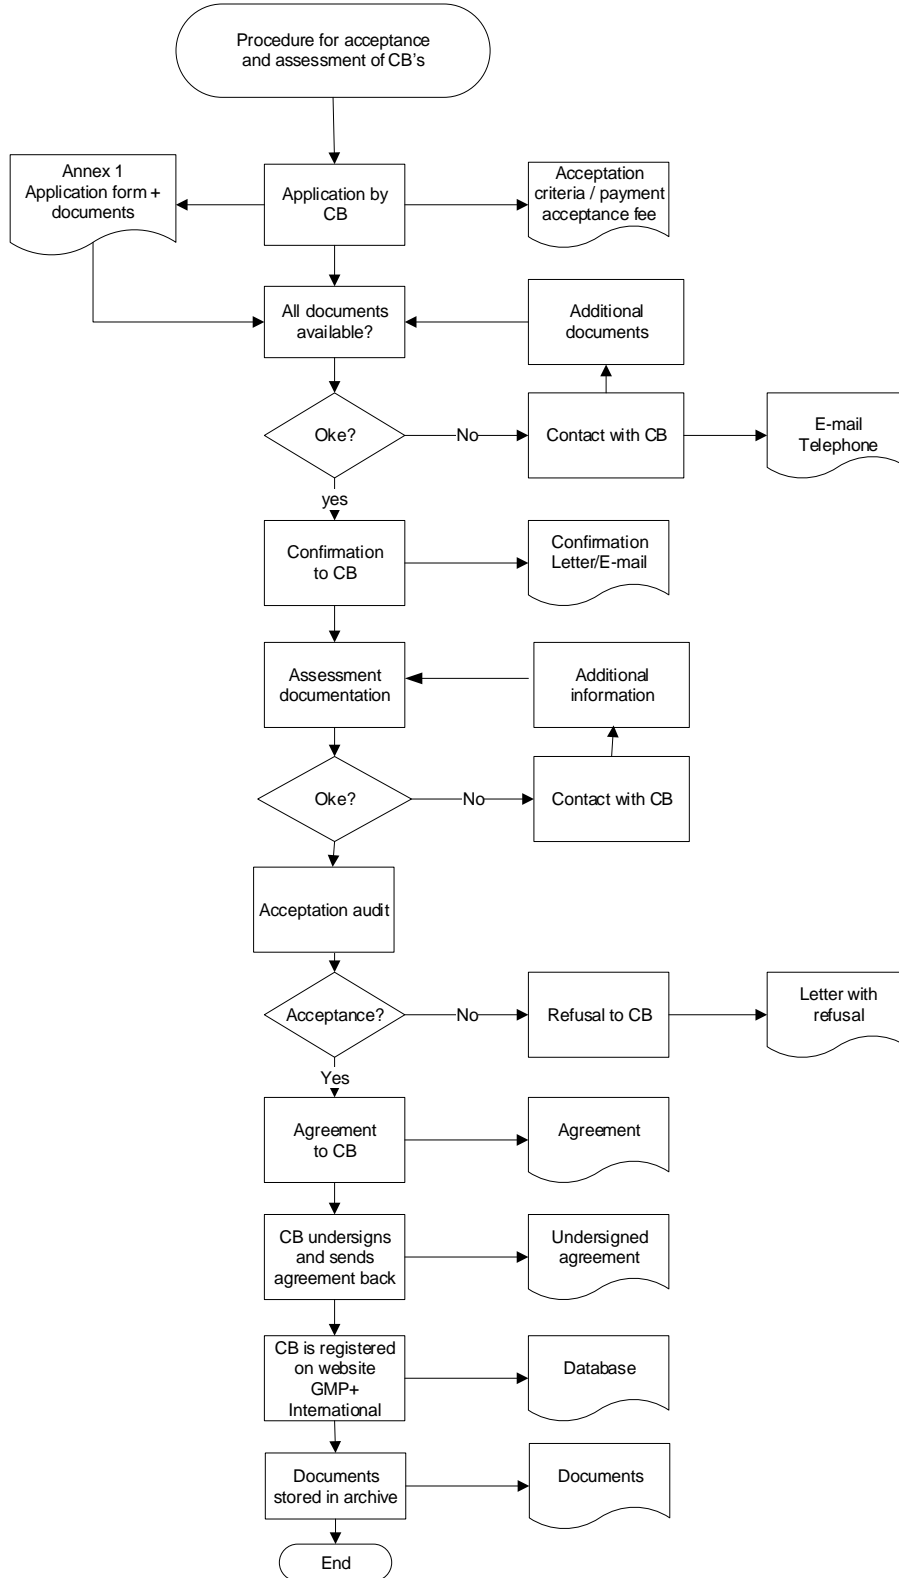 Procedure for acceptance
and assessment of CB's
Annex 1
Application form +
documents
Application by
CB
Acceptation
criteria / payment
acceptance fee
All documents
available?
Additional
documents
Oke?
No
Contact with CB
E-mail
Telephone
yes
Confirmation
to CB
Confirmation
Letter/E-mail
Assessment
documentation
Additional
information
Oke?
No
Contact with CB
Acceptation audit
Acceptance?
No
Refusal to CB
Letter with
refusal
Yes
Agreement
to CB
Agreement
CB undersigns
and sends
agreement back
Undersigned
agreement
CB is registered
on website
GMP+
International
Database
Documents
stored in archive
Documents
End